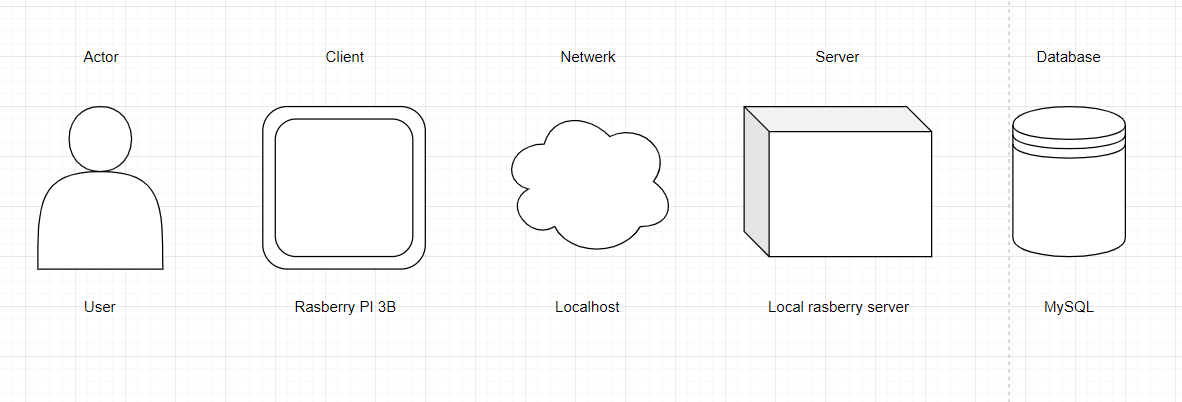 Actor
Client
Netwerk
Server
Database
User
Rasberry PI 3B
Localhost
Local rasberry server
MySQL